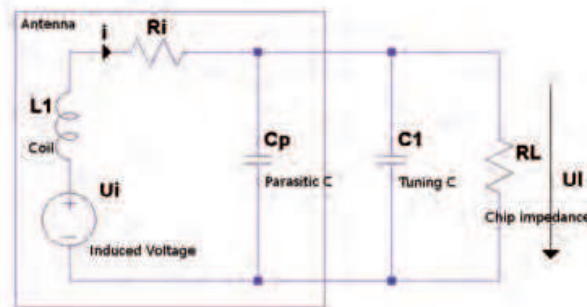 Antenna
i
Ri
L1
Coil
Cp
Parasitic C
C1
Tuning C
RL
Chip impedance
Ul
Ui
Induced Voltage